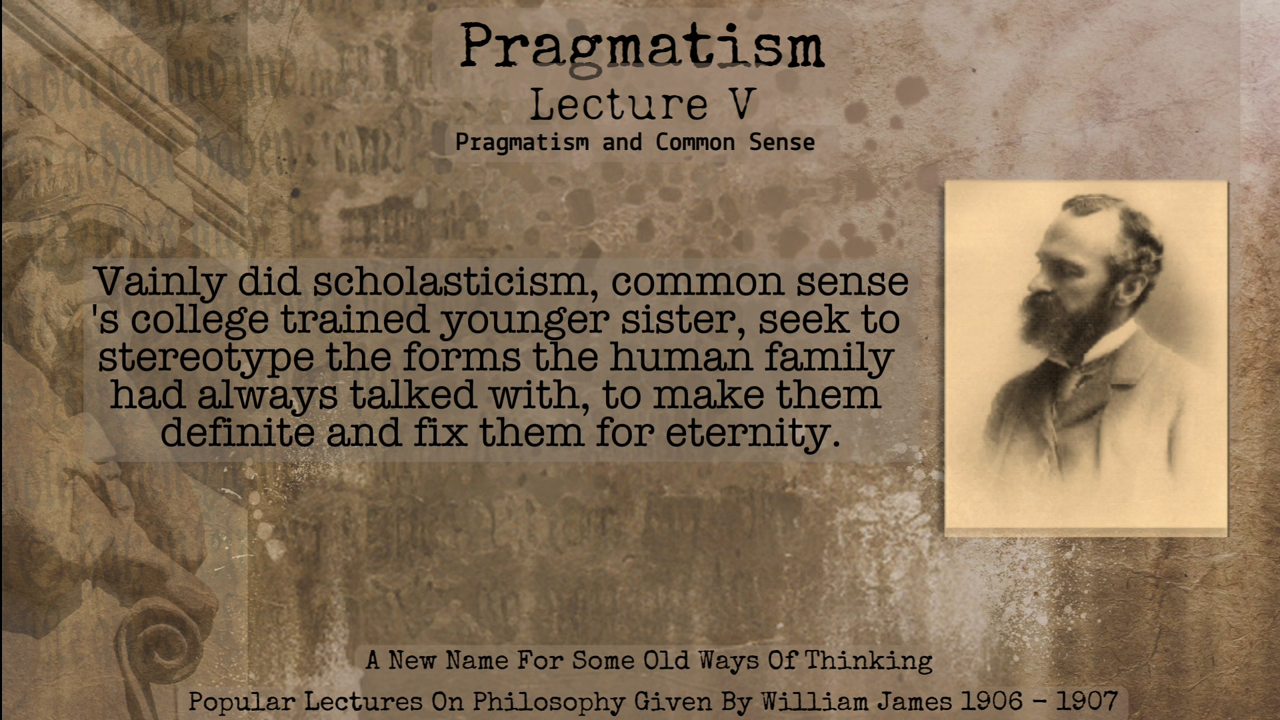 Pragmatism
Lecture V
Pragmatism and Common Sense
Vainly did scholasticism, common sense
's college trained younger sister, seek to
stereotype the forms the human family
had always talked with, to make them
definite and fix them for eternity.
A New Name For Some Old Ways Of Thinking
Popular Lectures On Philosophy Given By William James 1906 - 1907